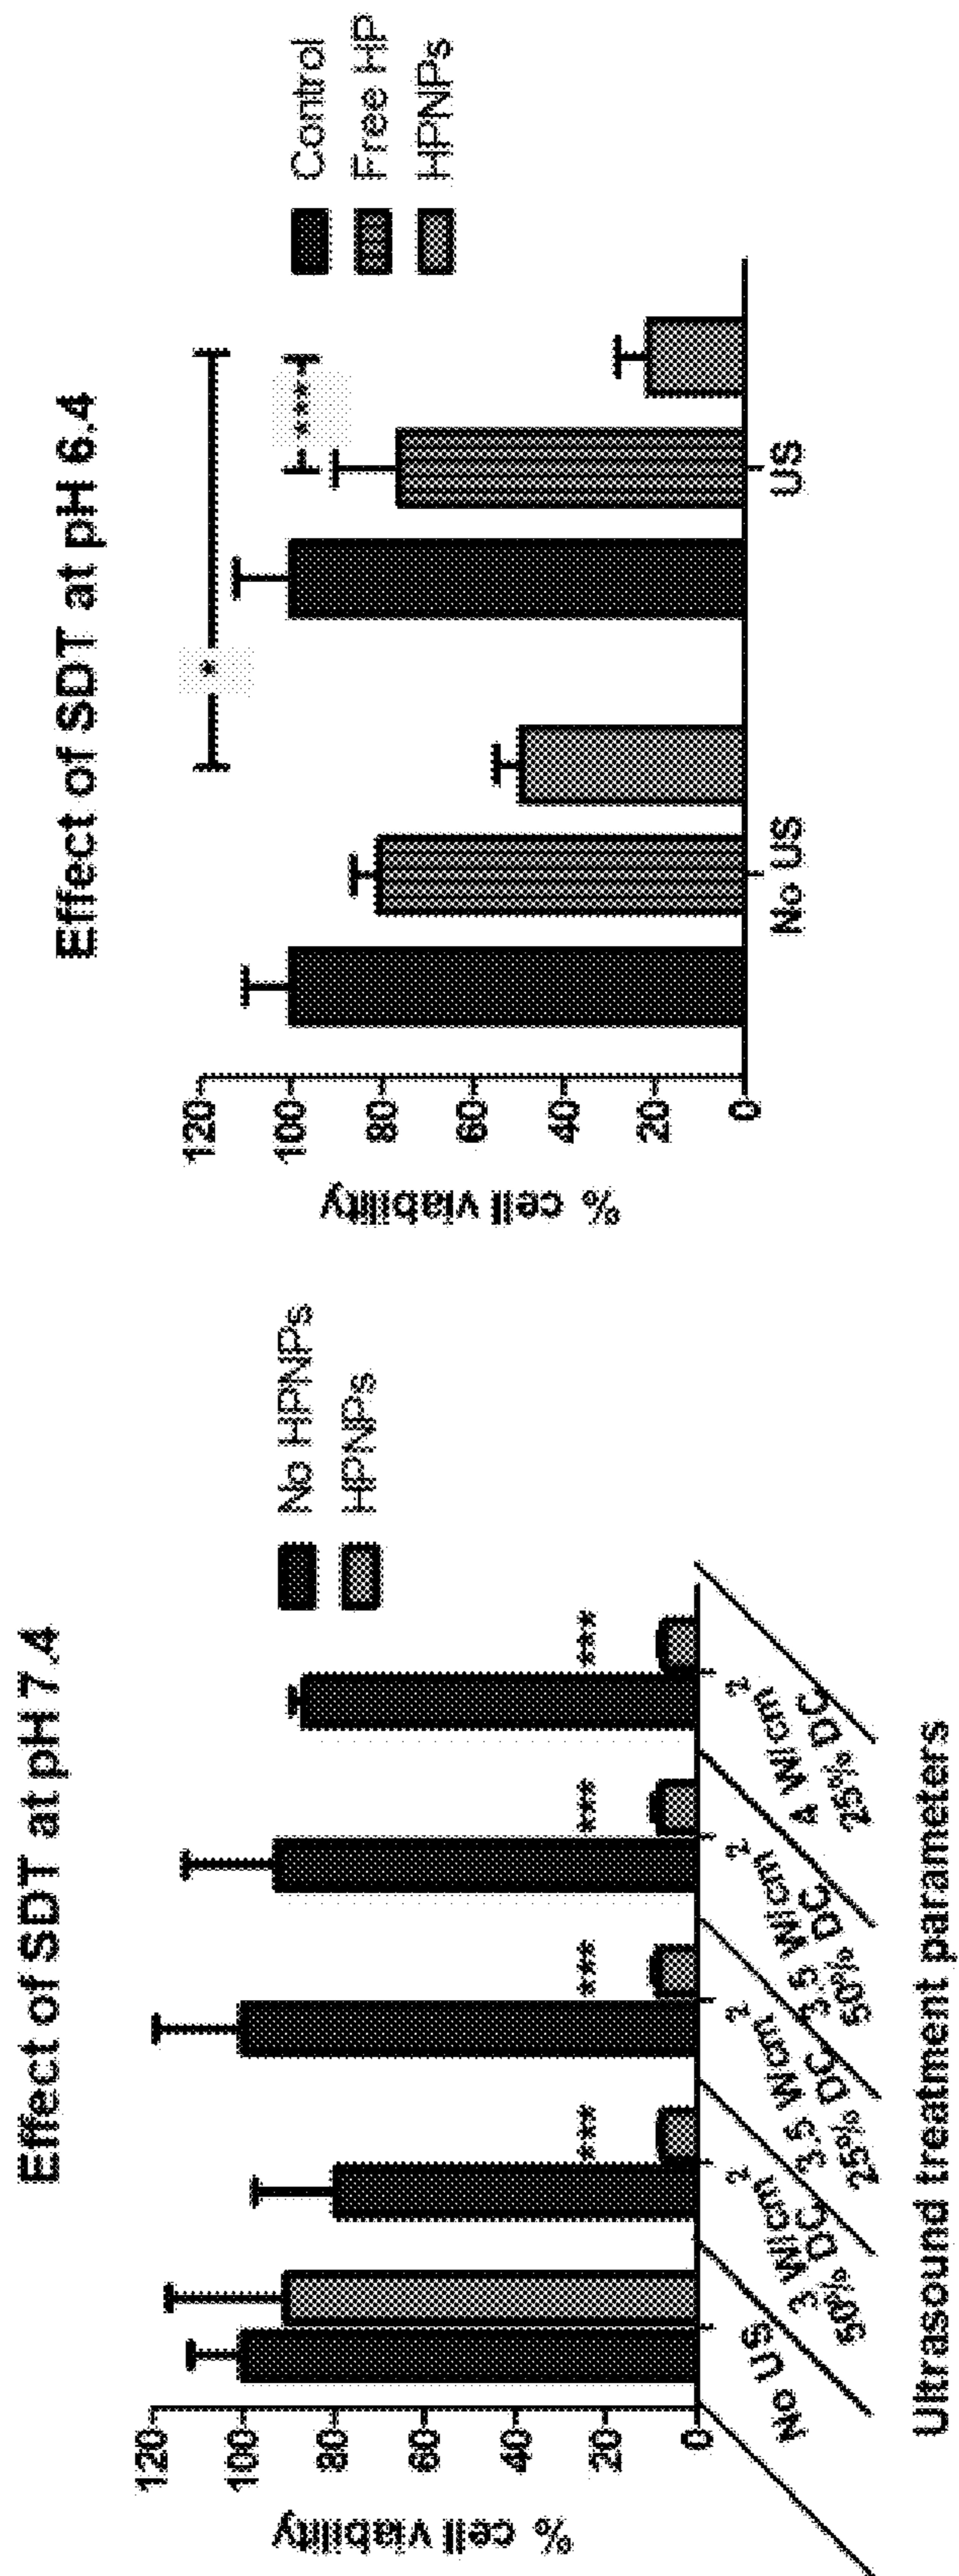 Effect of SDT at pH 7.4
% cell viability
120
100
80
60
40
20
0
No HPNPs
HPNPs
***
***
***
***
No US
3 W/cm²
50% DC
3.5 W/cm²
25% DC
3.5 W/cm²
50% DC
4 W/cm²
25% DC
Ultrasound treatment parameters
Effect of SDT at pH 6.4
% cell viability
120
100
80
60
40
20
0
Control
Free HP
HPNPs
*
***
No US
US